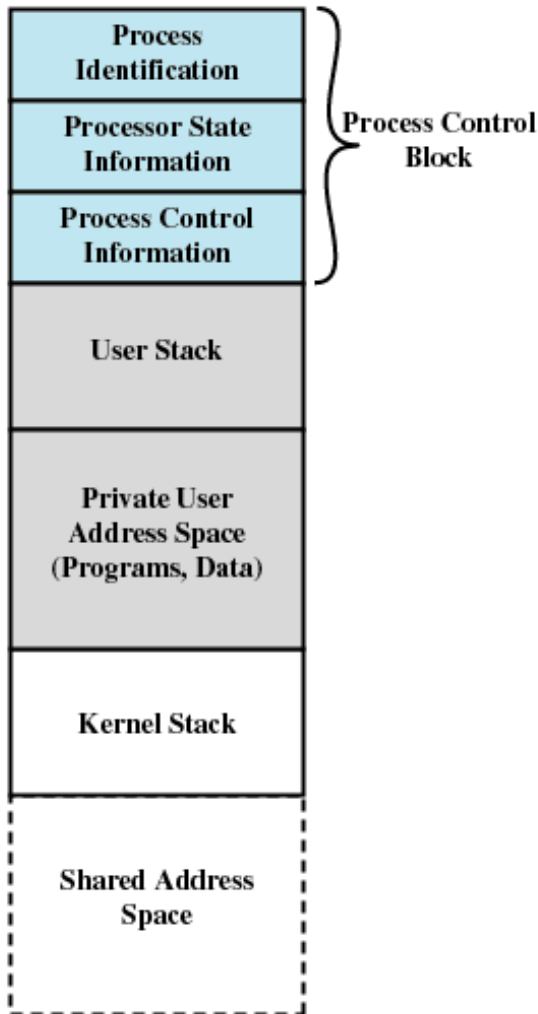 Process
Identification
Processor State
Information
Process Control
Information
Process Control
Block
User Stack
Private User
Address Space
(Programs, Data)
Kernel Stack
Shared Address
Space